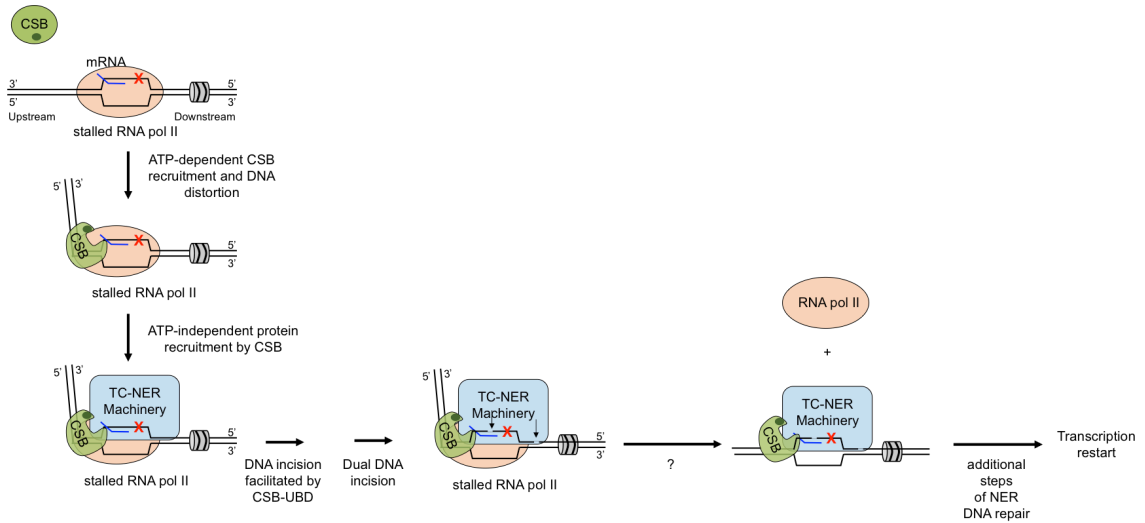 CSB
mRNA
3’
5’
5’
3’
Upstream
Downstream
stalled RNA pol II
ATP-dependent CSB
recruitment and DNA
distortion
5’
3’
CSB
5’
3’
stalled RNA pol II
ATP-independent protein
recruitment by CSB
5’
3’
TC-NER
Machinery
CSB
5’
3’
stalled RNA pol II
DNA incision
facilitated by
CSB-UBD
Dual DNA
incision
5’
3’
TC-NER
Machinery
CSB
5’
3’
stalled RNA pol II
?
RNA pol II
+
TC-NER
Machinery
CSB
additional
steps
of NER
DNA repair
Transcription
restart